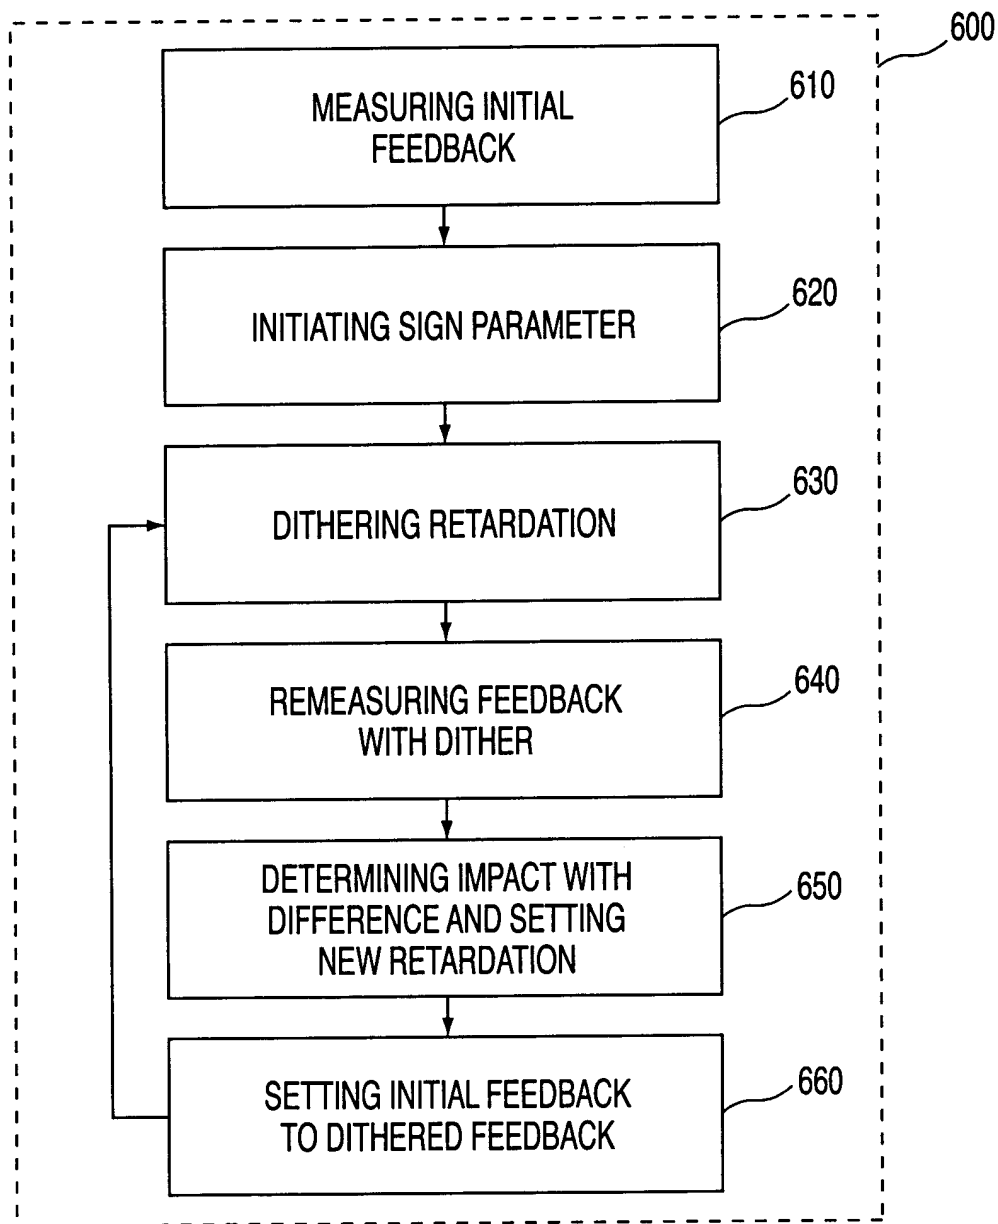 600
MEASURING INITIAL
FEEDBACK
610
INITIATING SIGN PARAMETER
620
DITHERING RETARDATION
630
REMEASURING FEEDBACK
WITH DITHER
640
DETERMINING IMPACT WITH
DIFFERENCE AND SETTING
NEW RETARDATION
650
SETTING INITIAL FEEDBACK
TO DITHERED FEEDBACK
660